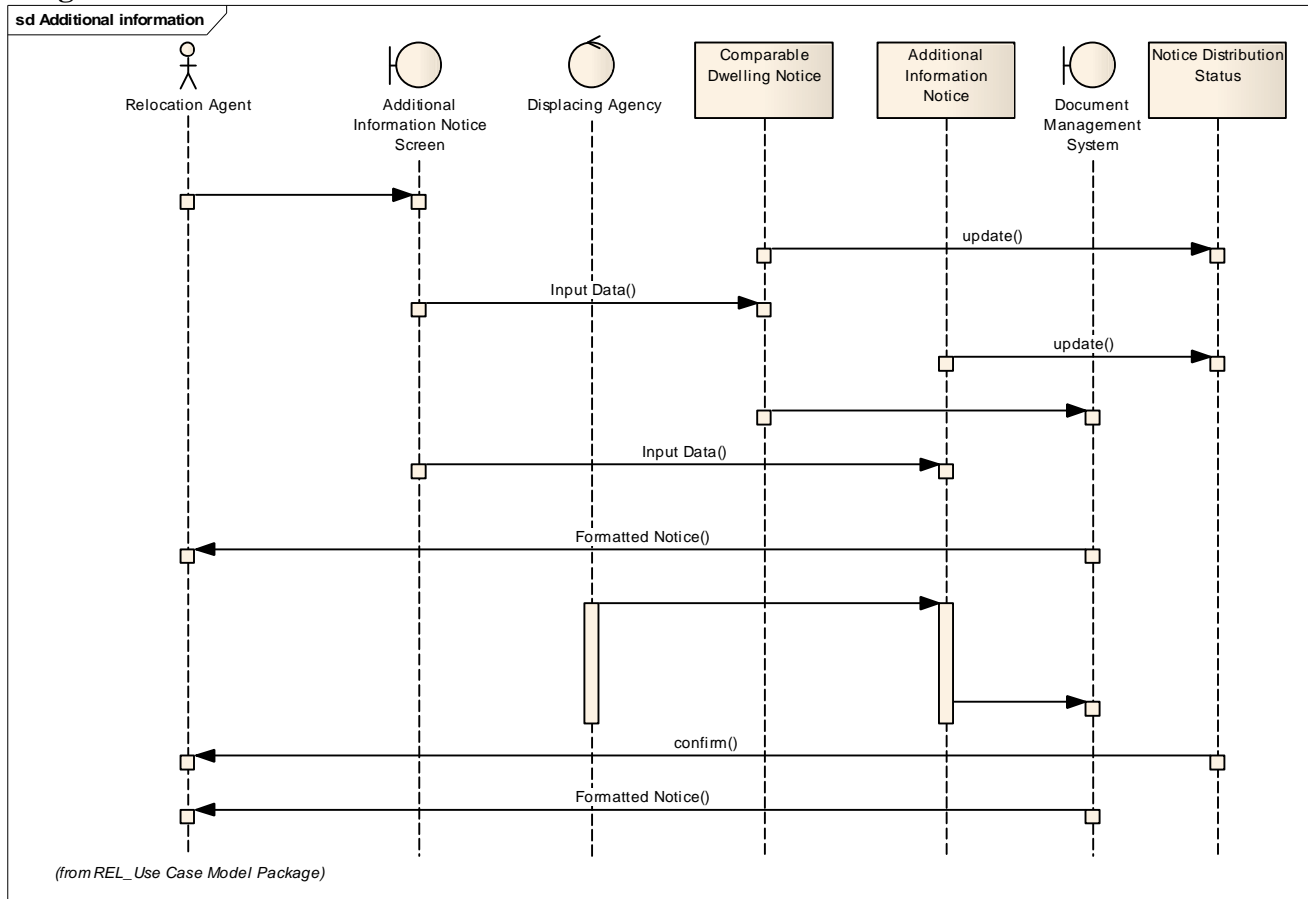 sd Additional information
Relocation Agent
Additional
Information Notice
Screen
Displacing Agency
Comparable
Dwelling Notice
Additional
Information
Notice
Document
Management
System
Notice Distribution
Status
update()
Input Data()
update()
Input Data()
Formatted Notice()
confirm()
Formatted Notice()
(from REL_Use Case Model Package)